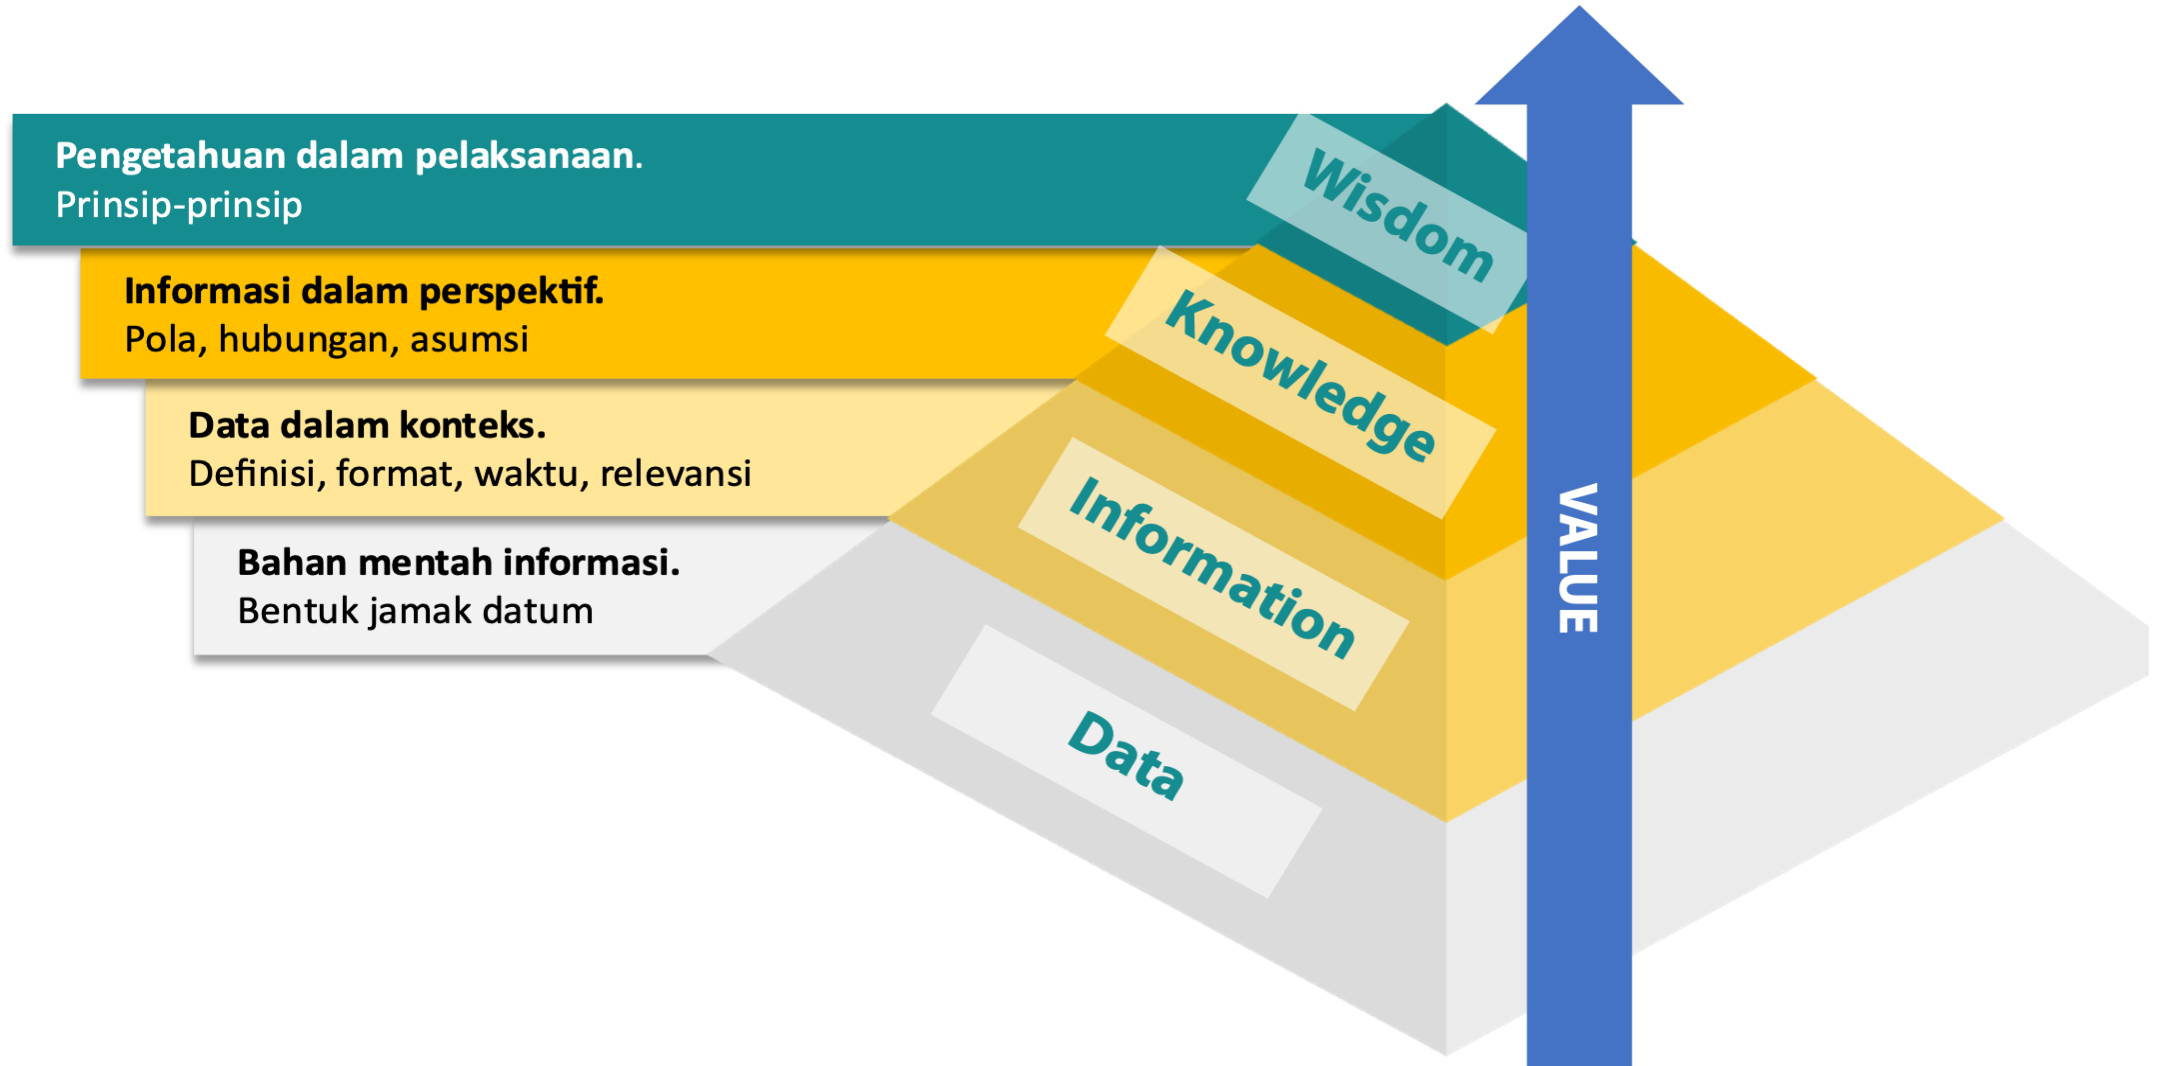 Pengetahuan dalam pelaksanaan.
Prinsip-prinsip
Wisdom
Informasi dalam perspektif.
Pola, hubungan, asumsi
Knowledge
Data dalam konteks.
Definisi, format, waktu, relevansi
Information
Bahan mentah informasi.
Bentuk jamak datum
Data
VALUE